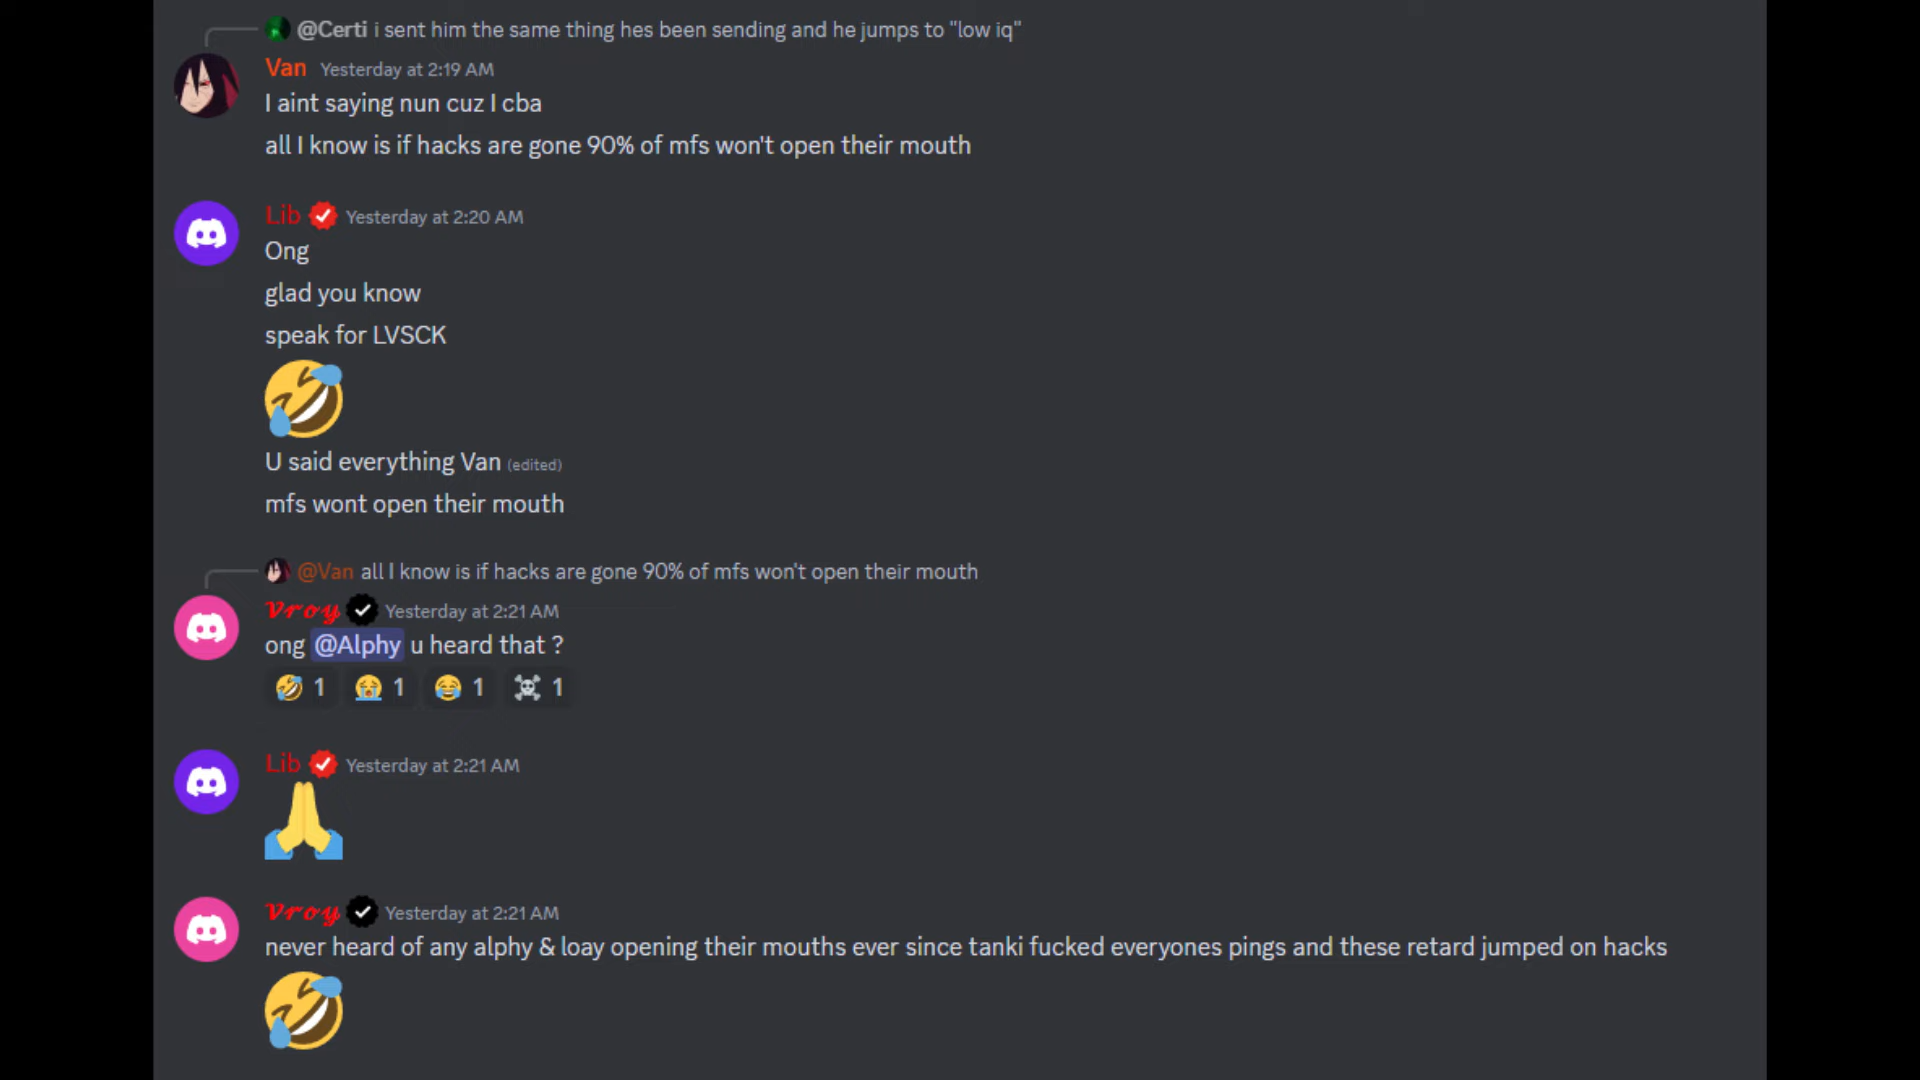 @Certi i sent him the same thing hes been sending and he jumps to "low iq"
Van Yesterday at 2:19 AM
I aint saying nun cuz I cba
all I know is if hacks are gone 90% of mfs won't open their mouth
Lib Yesterday at 2:20 AM
Ong
glad you know
speak for LVSCK
U said everything Van (edited)
mfs wont open their mouth
@Van all I know is if hacks are gone 90% of mfs won't open their mouth
Vroy Yesterday at 2:21 AM
ong @Alphy u heard that ?
1 1 1 1
Lib Yesterday at 2:21 AM
Vroy Yesterday at 2:21 AM
never heard of any alphy & loay opening their mouths ever since tanki fucked everyones pings and these retard jumped on hacks